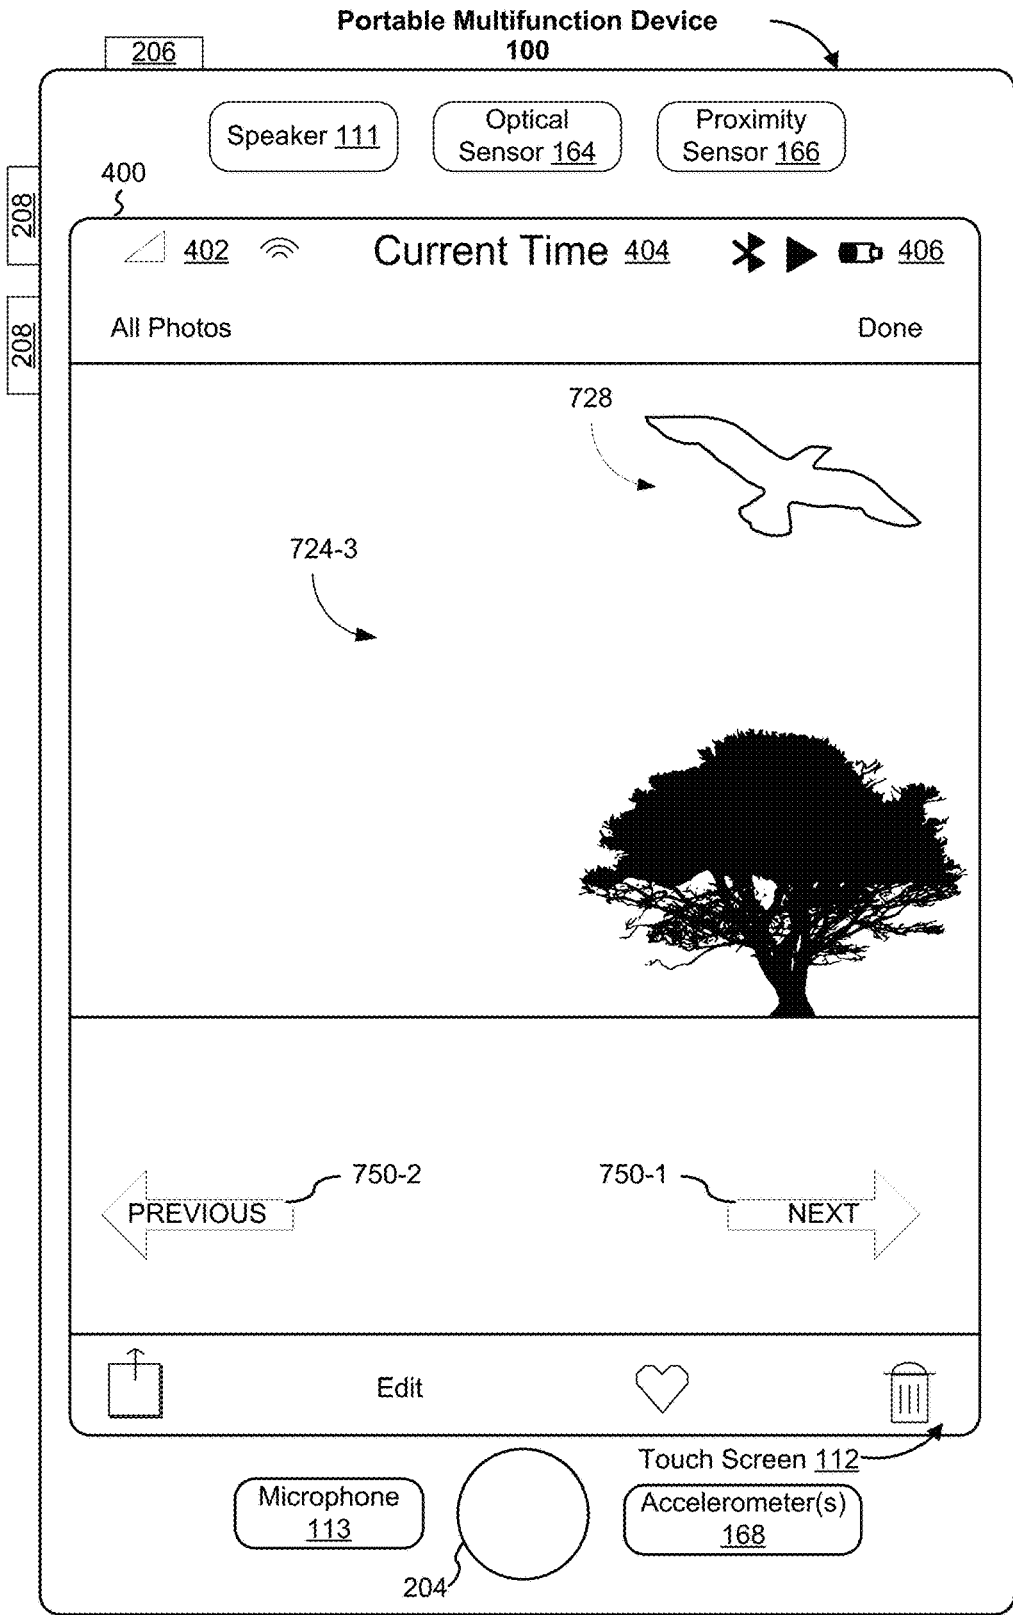 Portable Multifunction Device
100
206
Speaker 111
Optical
Sensor 164
Proximity
Sensor 166
400
208
208
402
Current Time 404
406
All Photos
Done
728
724-3
750-2
750-1
PREVIOUS
NEXT
Edit
Touch Screen 112
Microphone
113
Accelerometer(s)
168
204